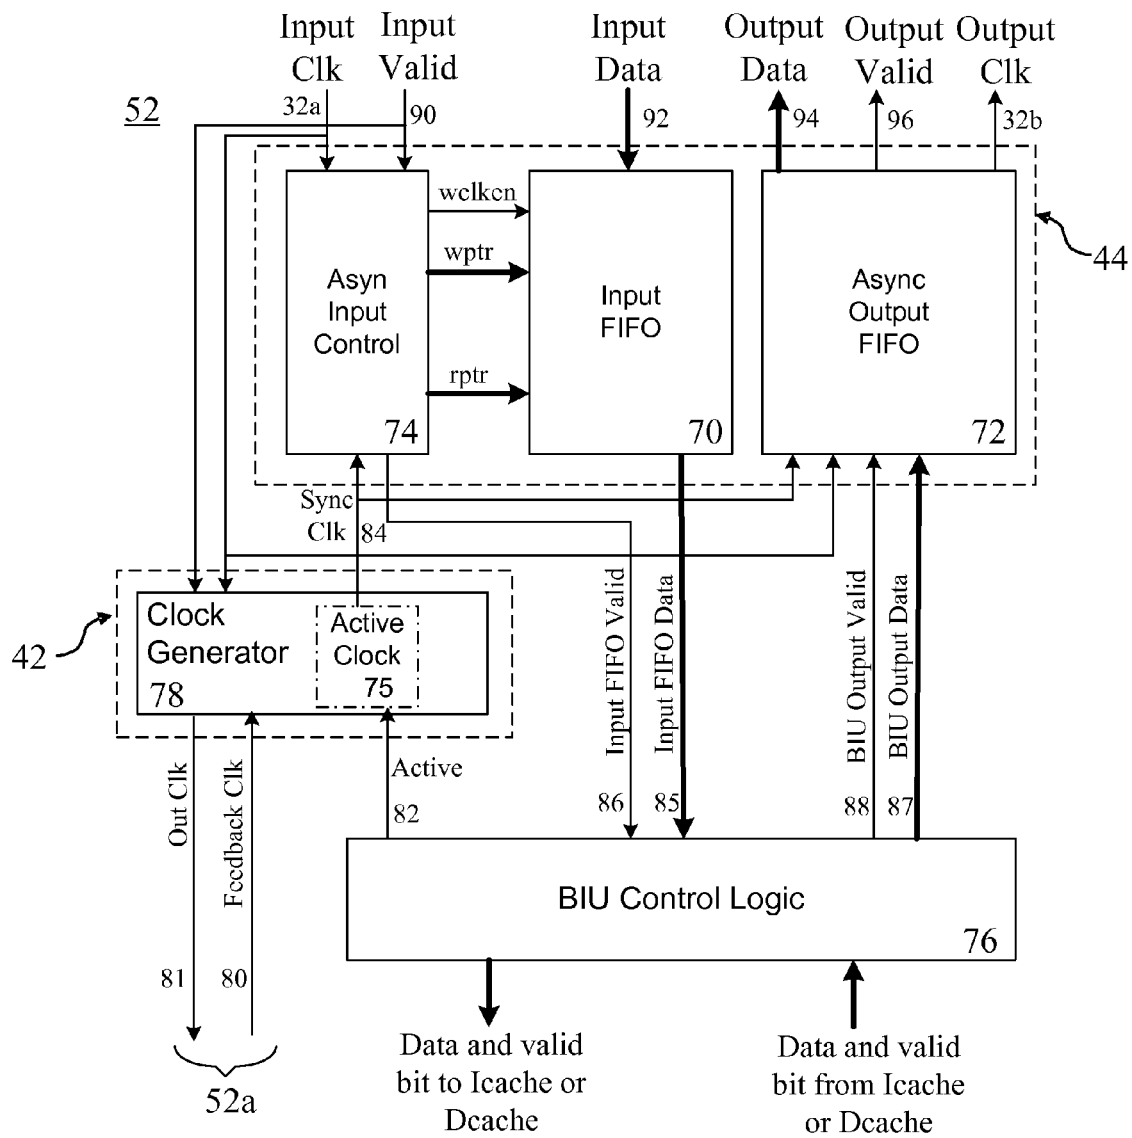 Input Clk
Input Valid
Input Data
Output Data
Output Valid
Output Clk
52
32a
90
92
94
96
32b
44
wclken
wptr
rptr
Asyn
Input
Control
74
Input
FIFO
70
Async
Output
FIFO
72
Sync
Clk
84
42
Clock
Generator
78
Active
Clock
75
Input FIFO Valid
Input FIFO Data
BIU Output Valid
BIU Output Data
86
85
88
87
Active
82
Out Clk
Feedback Clk
81
80
52a
BIU Control Logic
76
Data and valid
bit to Icache or
Dcache
Data and valid
bit from Icache
or Dcache